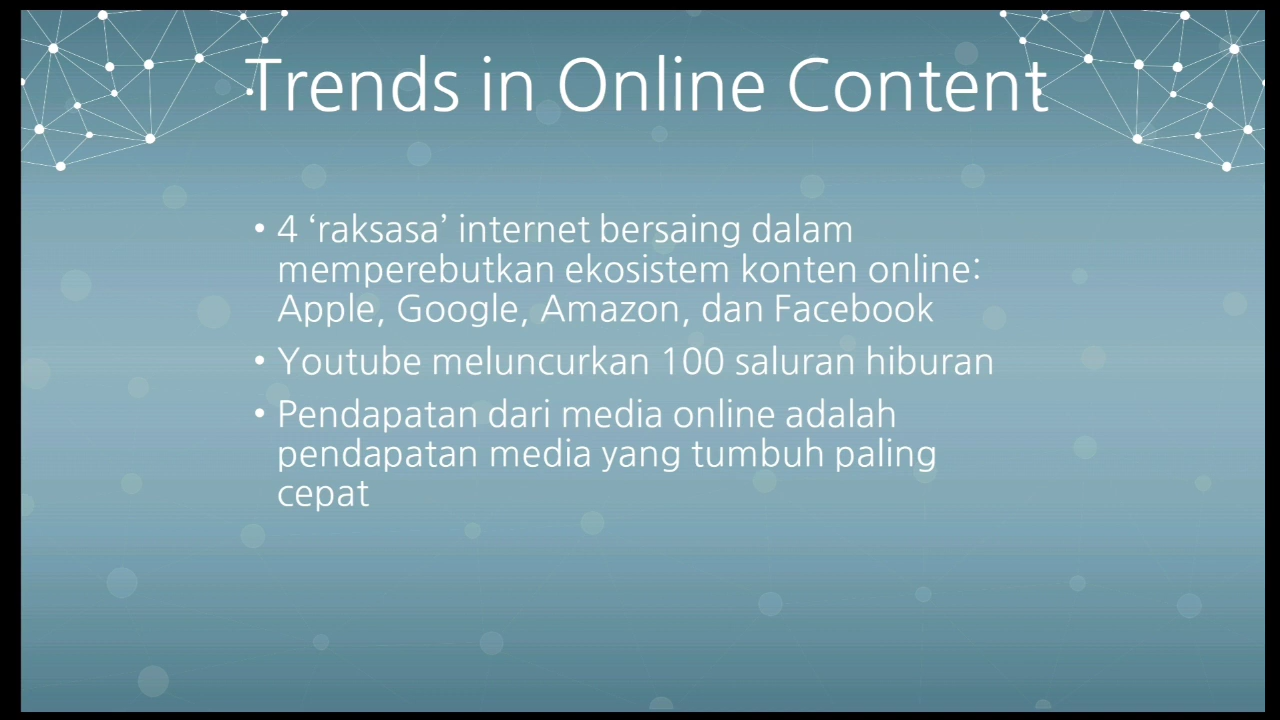 Trends in Online Content
• 4 ‘raksasa’ internet bersaing dalam
memperebutkan ekosistem konten online:
Apple, Google, Amazon, dan Facebook
• Youtube meluncurkan 100 saluran hiburan
• Pendapatan dari media online adalah
pendapatan media yang tumbuh paling
cepat